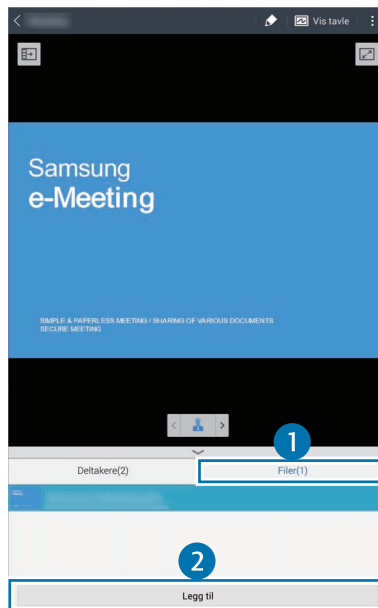 Vis tavle
Samsung
e-Meeting
SIMPLE & PAPERLESS MEETING / SHARING OF VARIOUS DOCUMENTS
SECURE MEETING
1
Deltakere(2)
Filer(1)
2
Legg til